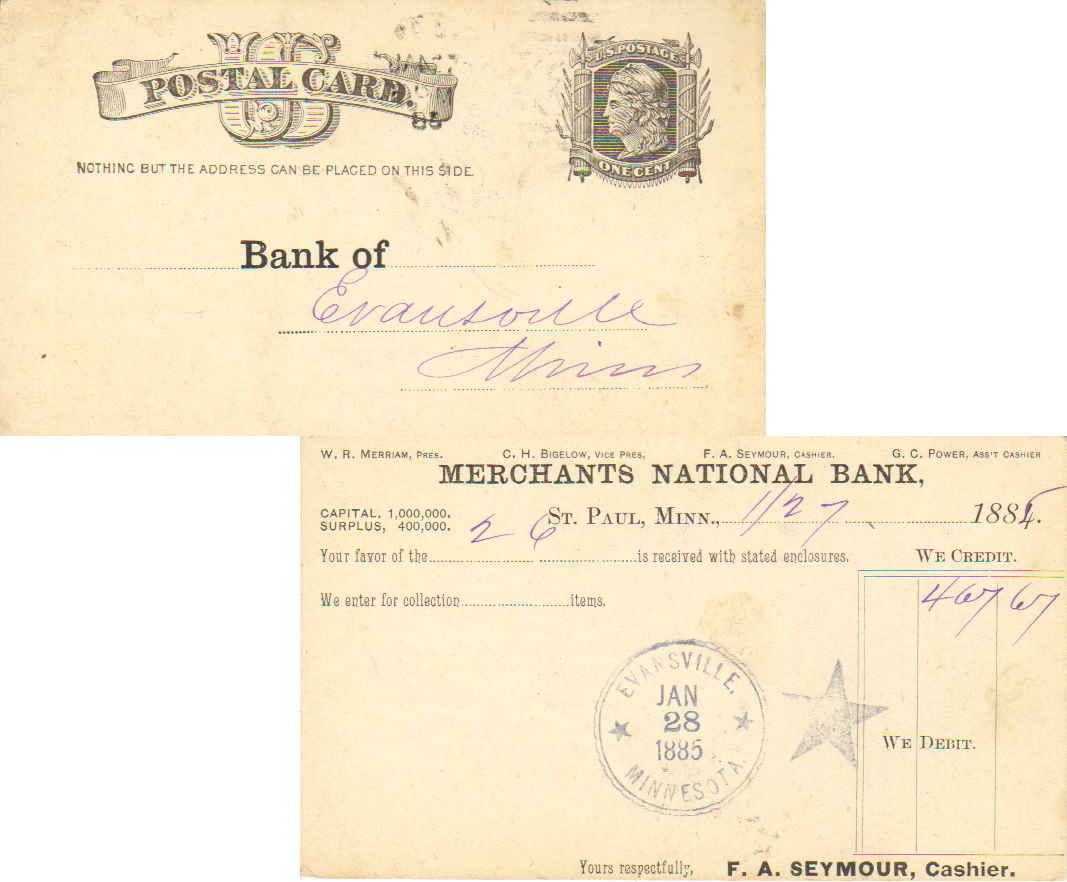 US
POSTAL CARD.
U.S. POSTAGE
ONE CENT
NOTHING BUT THE ADDRESS CAN BE PLACED ON THIS SIDE.
Bank of
Evansville
Minn
W. R. MERRIAM, PRES. C. H. BIGELOW, VICE PRES. F. A. SEYMOUR, CASHIER. G. C. POWER, ASS'T CASHIER
MERCHANTS NATIONAL BANK,
CAPITAL, 1,000,000.
SURPLUS, 400,000.
ST. PAUL, MINN., 1/27 1885.
Your favor of the 26 is received with stated enclosures. WE CREDIT.
We enter for collection items.
EVANSVILLE,
JAN
28
1885
MINNESOTA.
WE DEBIT.
Yours respectfully, F. A. SEYMOUR, Cashier.